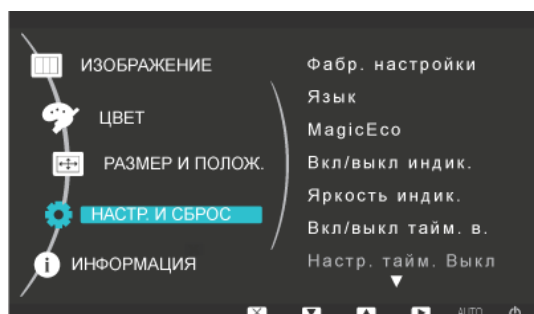 ИЗОБРАЖЕНИЕ
ЦВЕТ
РАЗМЕР И ПОЛОЖ.
НАСТР. И СБРОС
ИНФОРМАЦИЯ
Фабр. настройки
Язык
MagicEco
Вкл/выкл индик.
Яркость индик.
Вкл/выкл тайм. в.
Настр. тайм. Выкл
AUTO